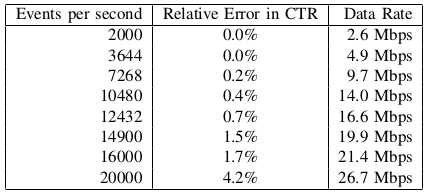 Events per second Relative Error in CTR Data Rate
2000 0.0% 2.6 Mbps
3644 0.0% 4.9 Mbps
7268 0.2% 9.7 Mbps
10480 0.4% 14.0 Mbps
12432 0.7% 16.6 Mbps
14900 1.5% 19.9 Mbps
16000 1.7% 21.4 Mbps
20000 4.2% 26.7 Mbps